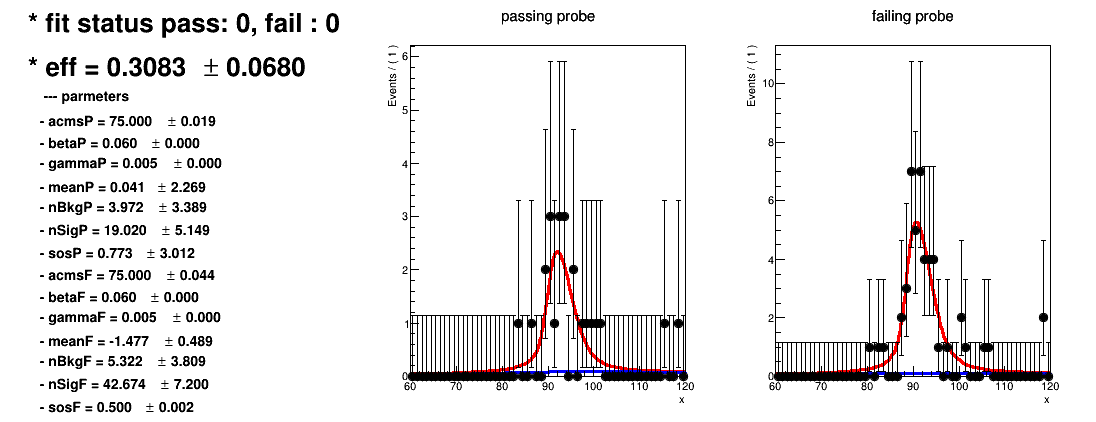 * fit status pass: 0, fail : 0
* eff = 0.3083 ± 0.0680
--- parmeters
- acmsP = 75.000 ± 0.019
- betaP = 0.060 ± 0.000
- gammaP = 0.005 ± 0.000
- meanP = 0.041 ± 2.269
- nBkgP = 3.972 ± 3.389
- nSigP = 19.020 ± 5.149
- sosP = 0.773 ± 3.012
- acmsF = 75.000 ± 0.044
- betaF = 0.060 ± 0.000
- gammaF = 0.005 ± 0.000
- meanF = -1.477 ± 0.489
- nBkgF = 5.322 ± 3.809
- nSigF = 42.674 ± 7.200
- sosF = 0.500 ± 0.002
passing probe
Events / ( 1 )
6
5
4
3
2
1
0
60 70 80 90 100 110 120
x
failing probe
Events / ( 1 )
10
8
6
4
2
0
60 70 80 90 100 110 120
x